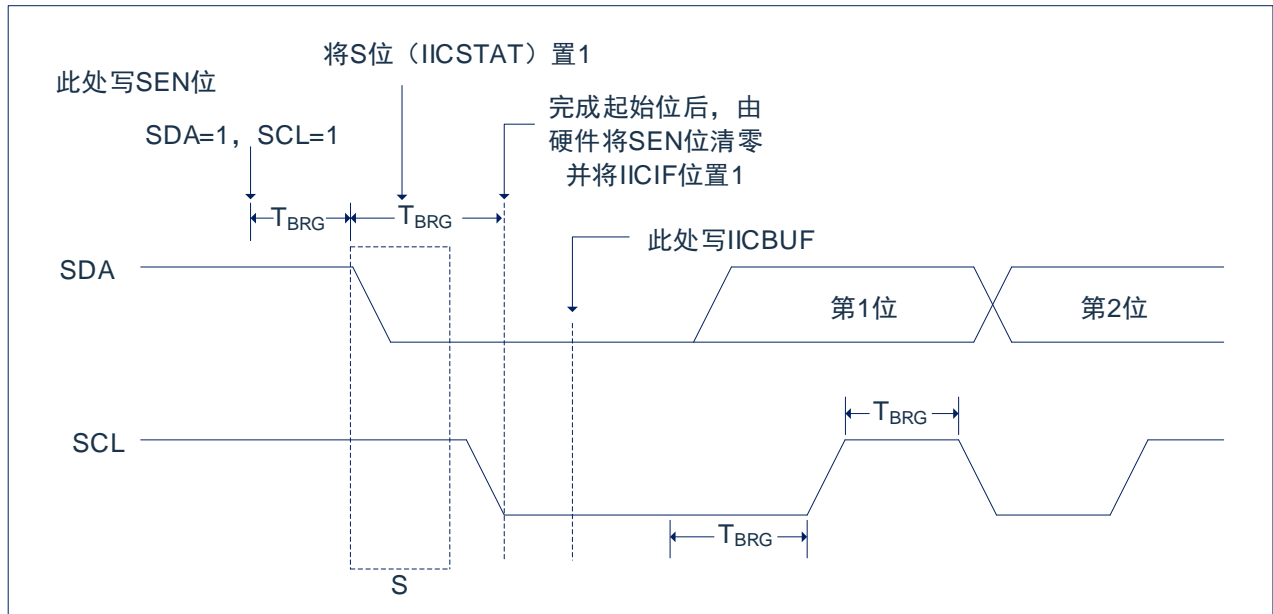 将S位（IICSTAT）置1
此处写SEN位
SDA=1，SCL=1
完成起始位后，由
硬件将SEN位清零
并将IICIF位置1
TBRG
TBRG
此处写IICBUF
SDA
第1位
第2位
TBRG
SCL
TBRG
S